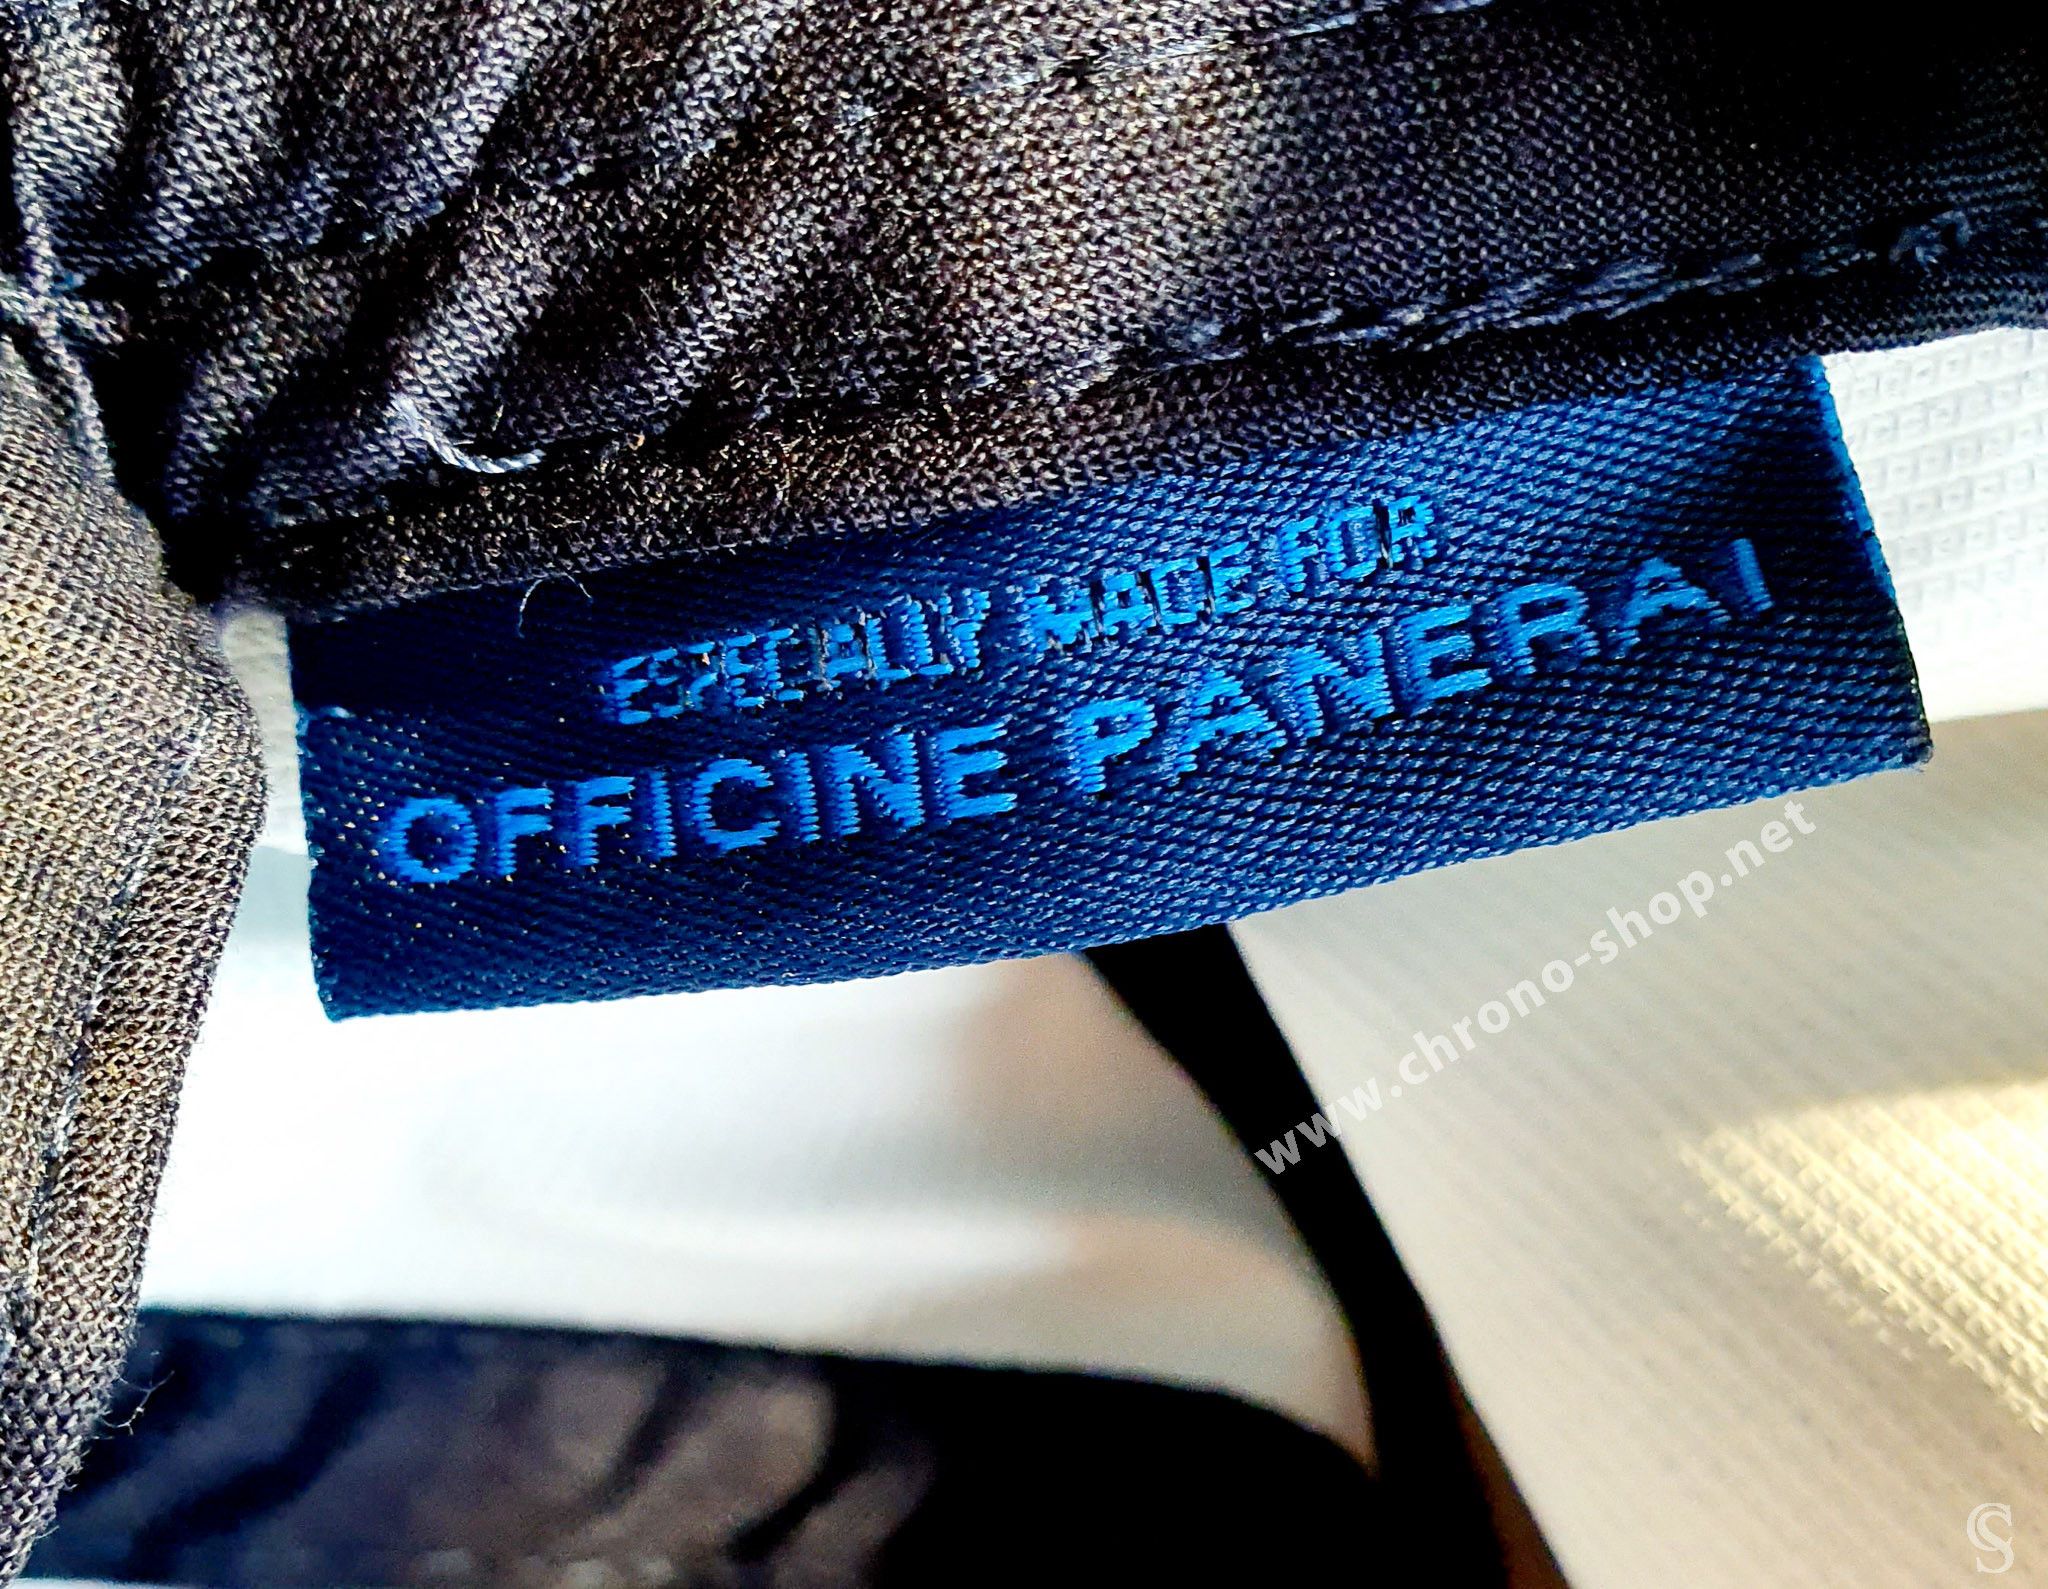 ESPECIALLY MADE FOR
OFFICINE PANERAI
www.chrono-shop.net